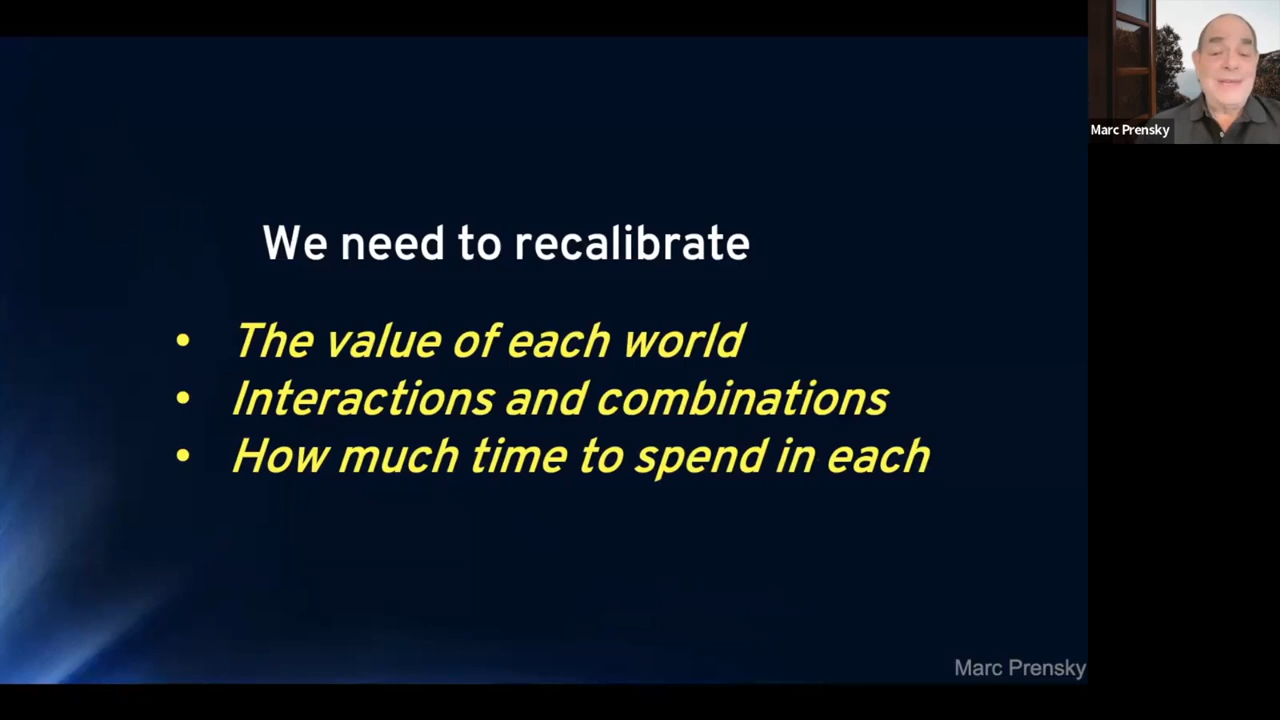 We need to recalibrate
• The value of each world
• Interactions and combinations
• How much time to spend in each
Marc Prensky
Marc Prensky